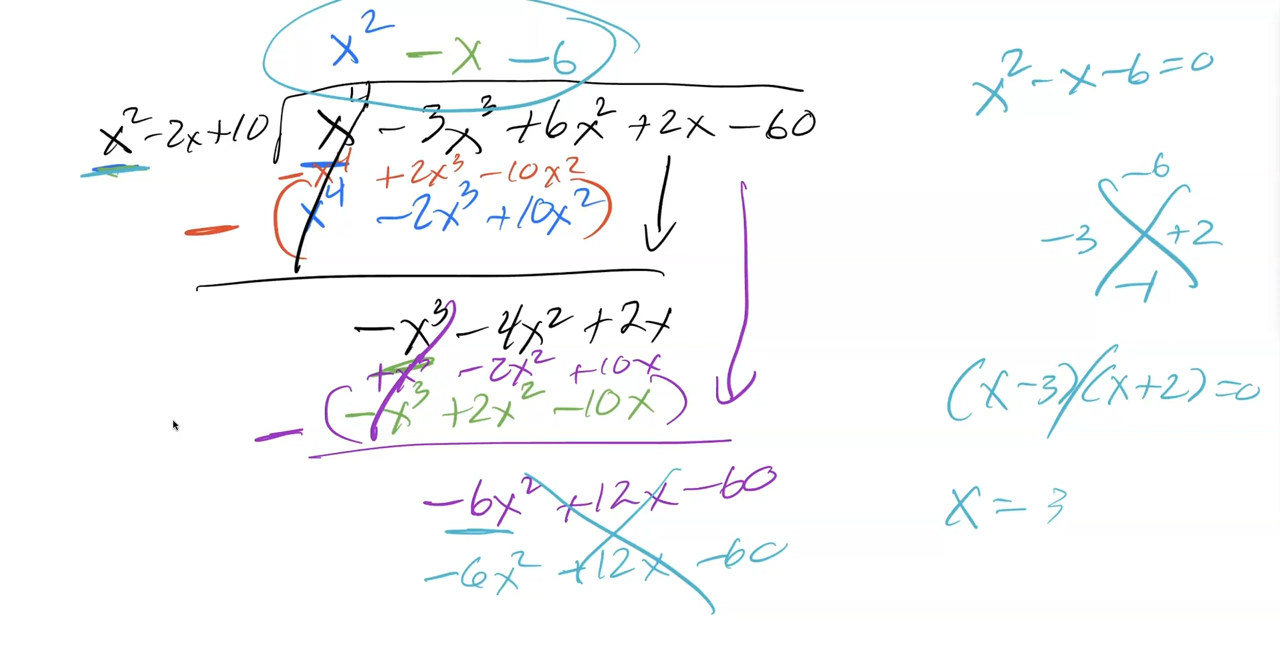 x² - x - 6
x² - 2x + 10 x⁴ - 3x³ + 6x² + 2x - 60
-x⁴ + 2x³ - 10x²
- ( x⁴ - 2x³ + 10x² )
-x³ - 4x² + 2x
+x³ - 2x² + 10x
- ( -x³ + 2x² - 10x )
-6x² + 12x - 60
-6x² + 12x - 60
x² - x - 6 = 0
-6
-3 +2
-1
(x - 3)(x + 2) = 0
x = 3